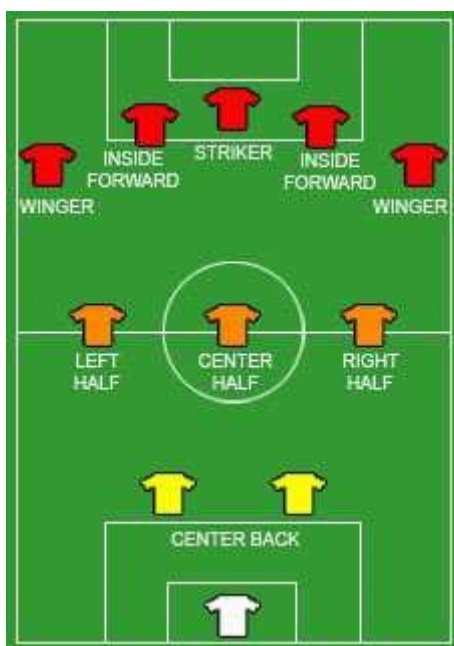 STRIKER
INSIDE
FORWARD
INSIDE
FORWARD
WINGER
WINGER
LEFT
HALF
CENTER
HALF
RIGHT
HALF
CENTER BACK